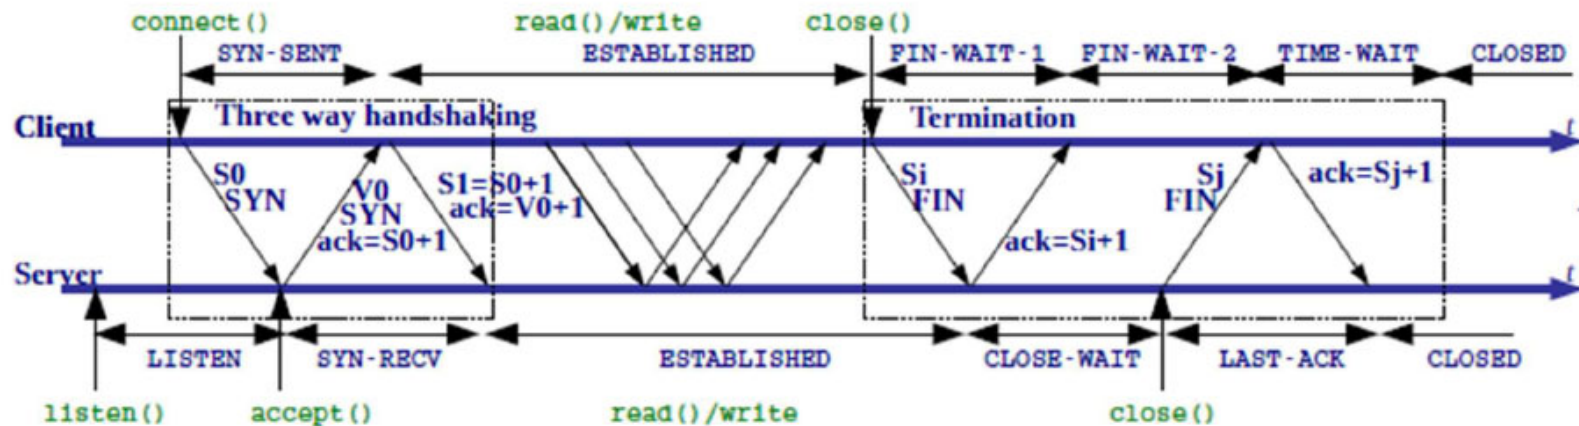 connect()
read()/write
close()
SYN-SENT
ESTABLISHED
FIN-WAIT-1
FIN-WAIT-2
TIME-WAIT
CLOSED
Three way handshaking
Termination
Client
t
S0
SYN
V0
SYN
ack=S0+1
S1=S0+1
ack=V0+1
Si
FIN
ack=Si+1
Sj
FIN
ack=Sj+1
Server
t
LISTEN
SYN-RECV
ESTABLISHED
CLOSE-WAIT
LAST-ACK
CLOSED
listen()
accept()
read()/write
close()